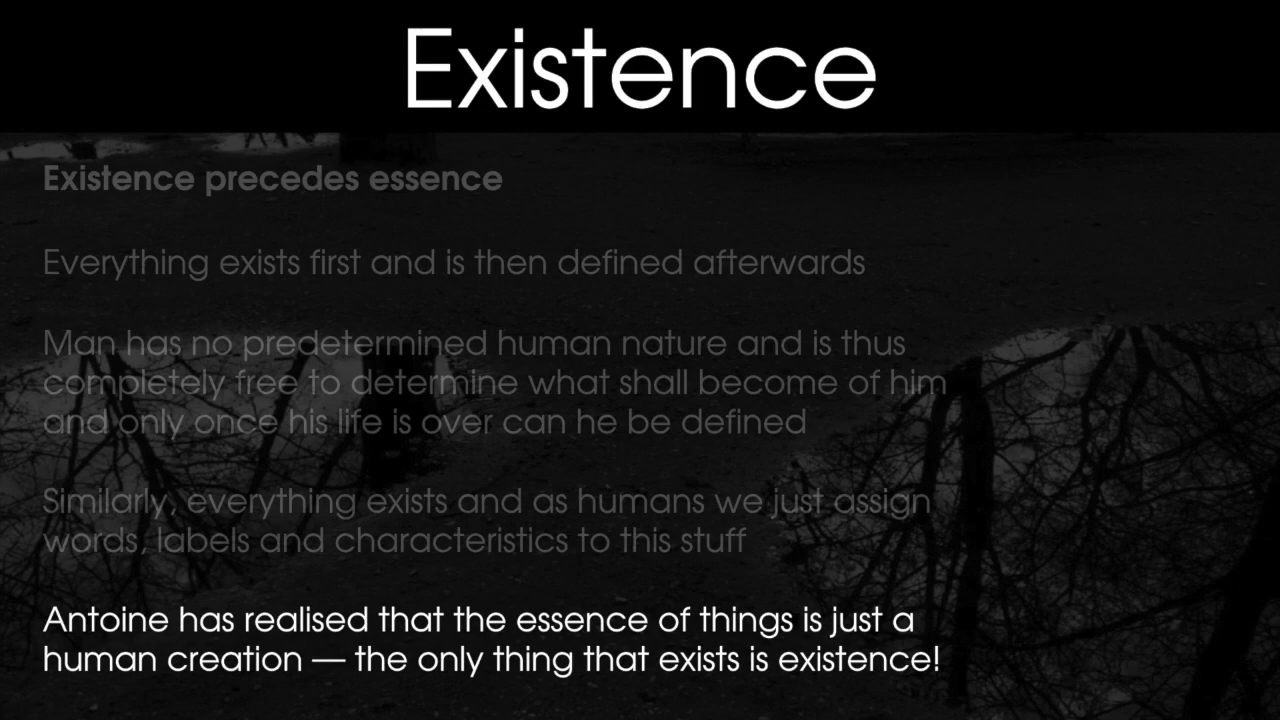 Existence
Existence precedes essence
Everything exists first and is then defined afterwards
Man has no predetermined human nature and is thus
completely free to determine what shall become of him
and only once his life is over can he be defined
Similarly, everything exists and as humans we just assign
words, labels and characteristics to this stuff
Antoine has realised that the essence of things is just a
human creation — the only thing that exists is existence!